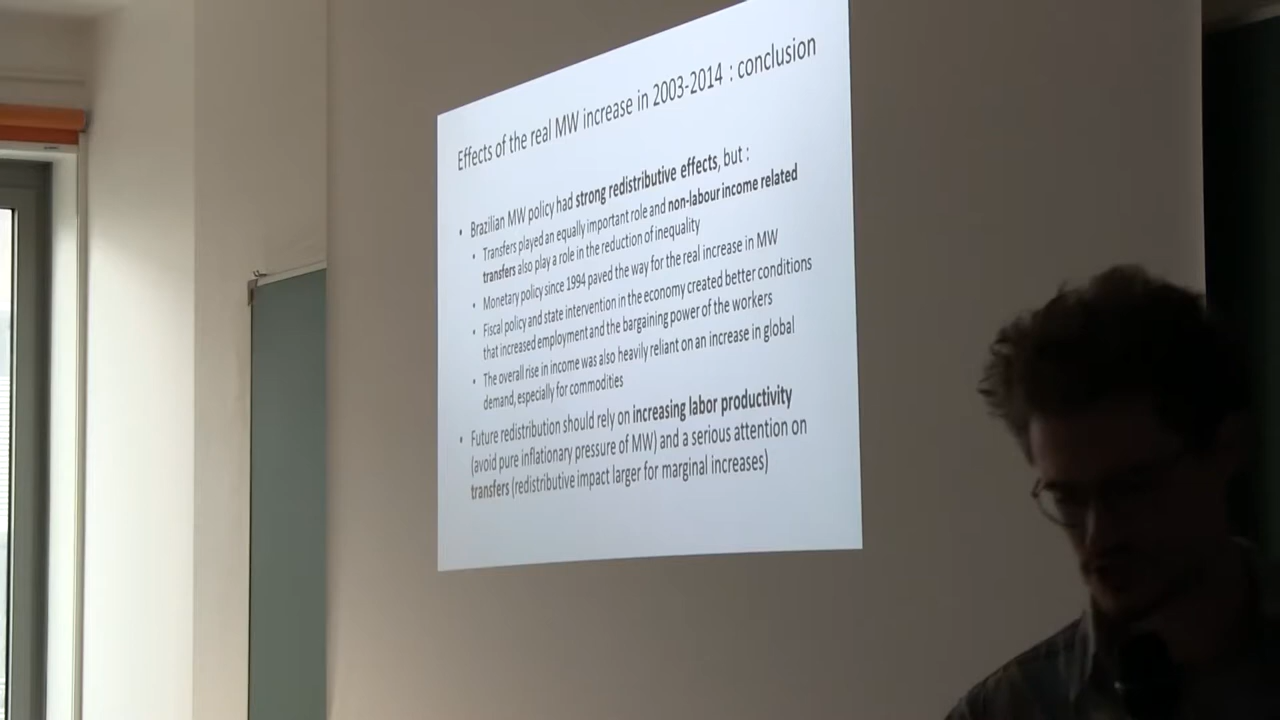 Effects of the real MW increase in 2003-2014 : conclusion
• Brazilian MW policy had strong redistributive effects, but :
• Transfers played an equally important role and non-labour income related
transfers also play a role in the reduction of inequality
• Monetary policy since 1994 paved the way for the real increase in MW
• Fiscal policy and state intervention in the economy created better conditions
that increased employment and the bargaining power of the workers
• The overall rise in income was also heavily reliant on an increase in global
demand, especially for commodities
• Future redistribution should rely on increasing labor productivity
(avoid pure inflationary pressure of MW) and a serious attention on
transfers (redistributive impact larger for marginal increases)